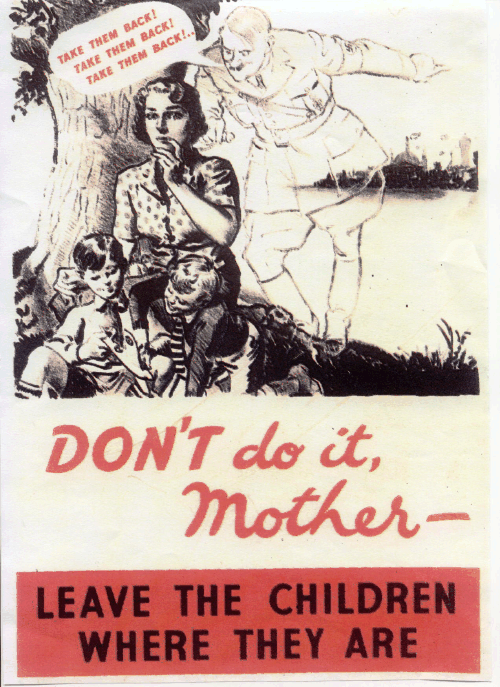 TAKE THEM BACK!
TAKE THEM BACK!
TAKE THEM BACK!..
DON'T do it,
Mother—
LEAVE THE CHILDREN
WHERE THEY ARE